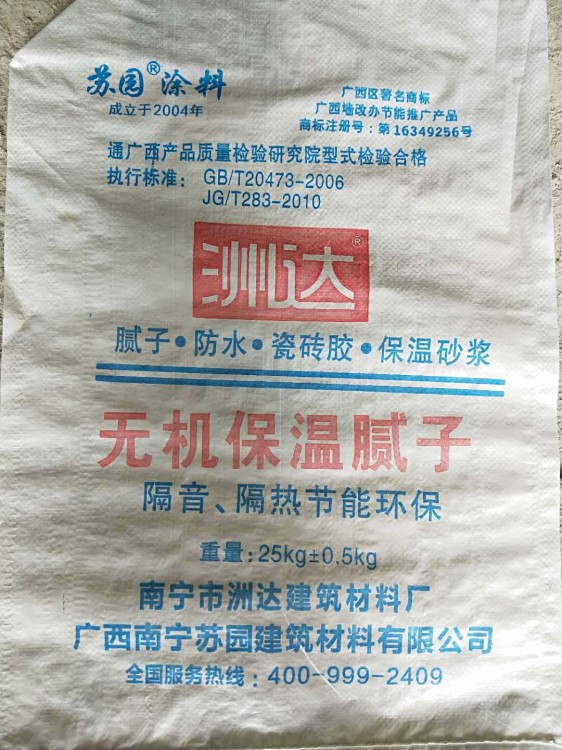 苏园®涂料
成立于2004年
广西区著名商标
广西墙改办节能推广产品
商标注册号：第16349256号
通广西产品质量检验研究院型式检验合格
执行标准： GB/T20473-2006
JG/T283-2010
洲达®
腻子•防水•瓷砖胶•保温砂浆
无机保温腻子
隔音、隔热节能环保
重量：25kg±0.5kg
南宁市洲达建筑材料厂
广西南宁苏园建筑材料有限公司
全国服务热线：400-999-2409